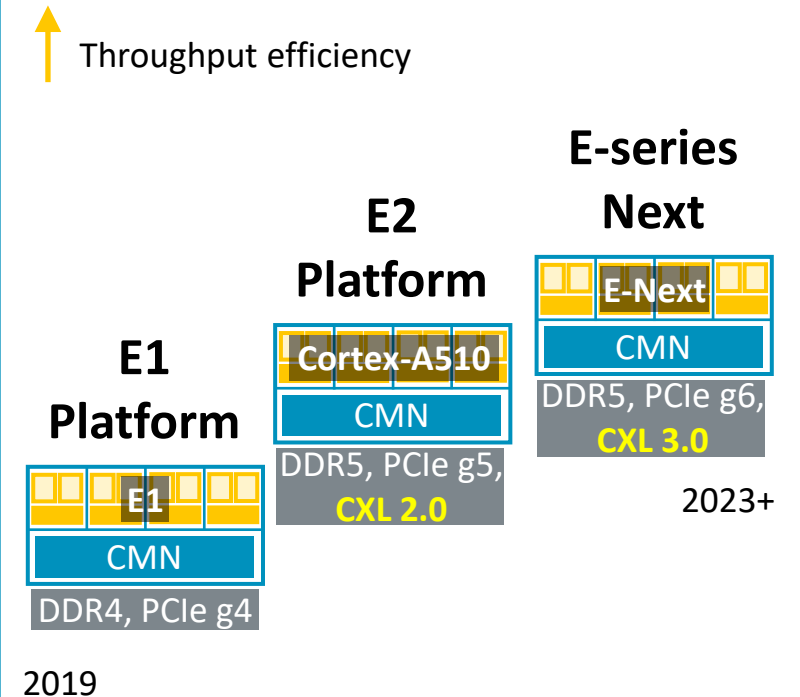 Throughput efficiency
E-series
Next
E-Next
CMN
DDR5, PCIe g6,
CXL 3.0
2023+
E2
Platform
Cortex-A510
CMN
DDR5, PCIe g5,
CXL 2.0
E1
Platform
E1
CMN
DDR4, PCIe g4
2019